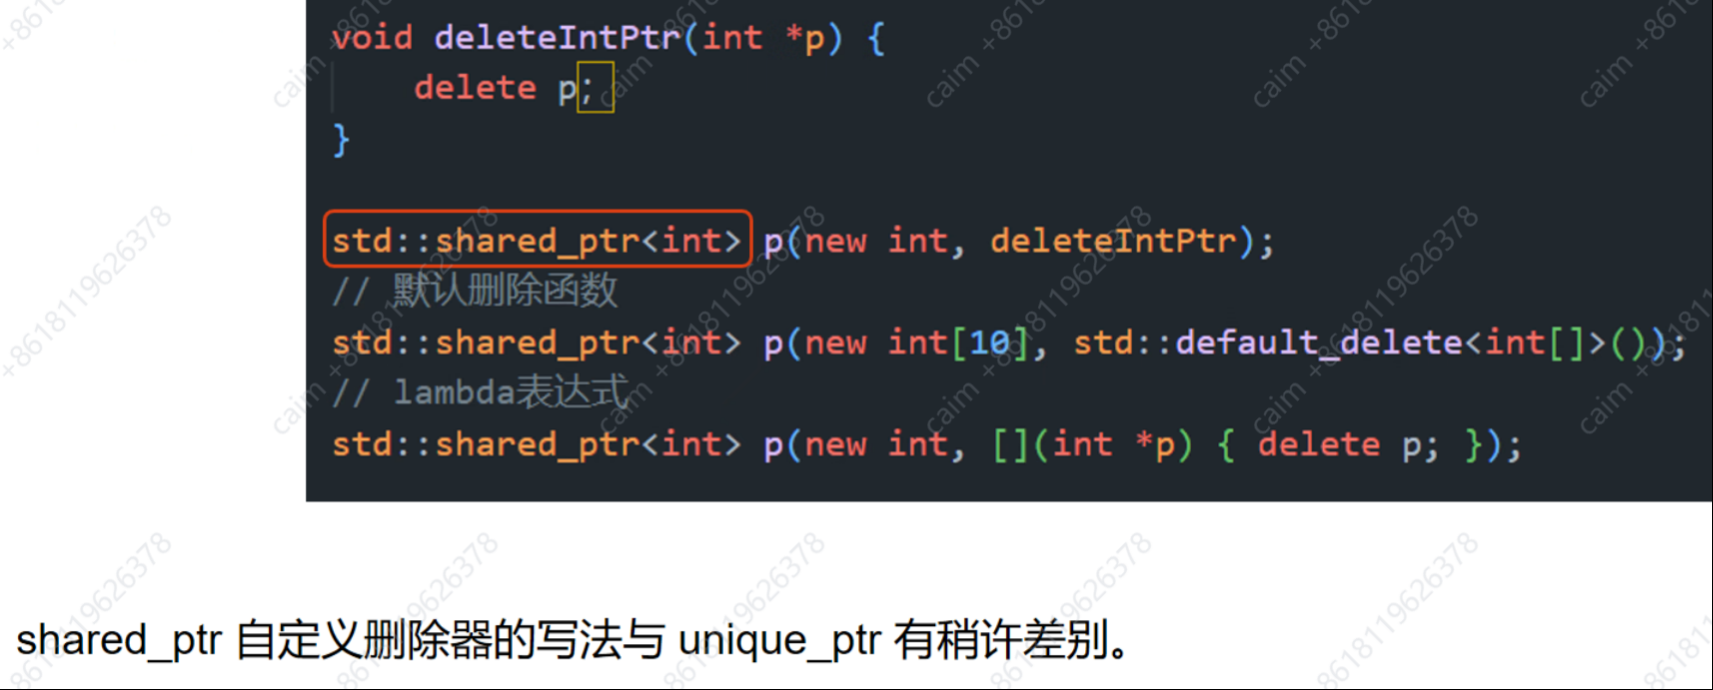 void deleteIntPtr(int *p) {
    delete p;
}
std::shared_ptr<int> p(new int, deleteIntPtr);
// 默认删除函数
std::shared_ptr<int> p(new int[10], std::default_delete<int[]>());
// lambda表达式
std::shared_ptr<int> p(new int, [](int *p) { delete p; });
shared_ptr 自定义删除器的写法与 unique_ptr 有稍许差别。
caim +8618119626378